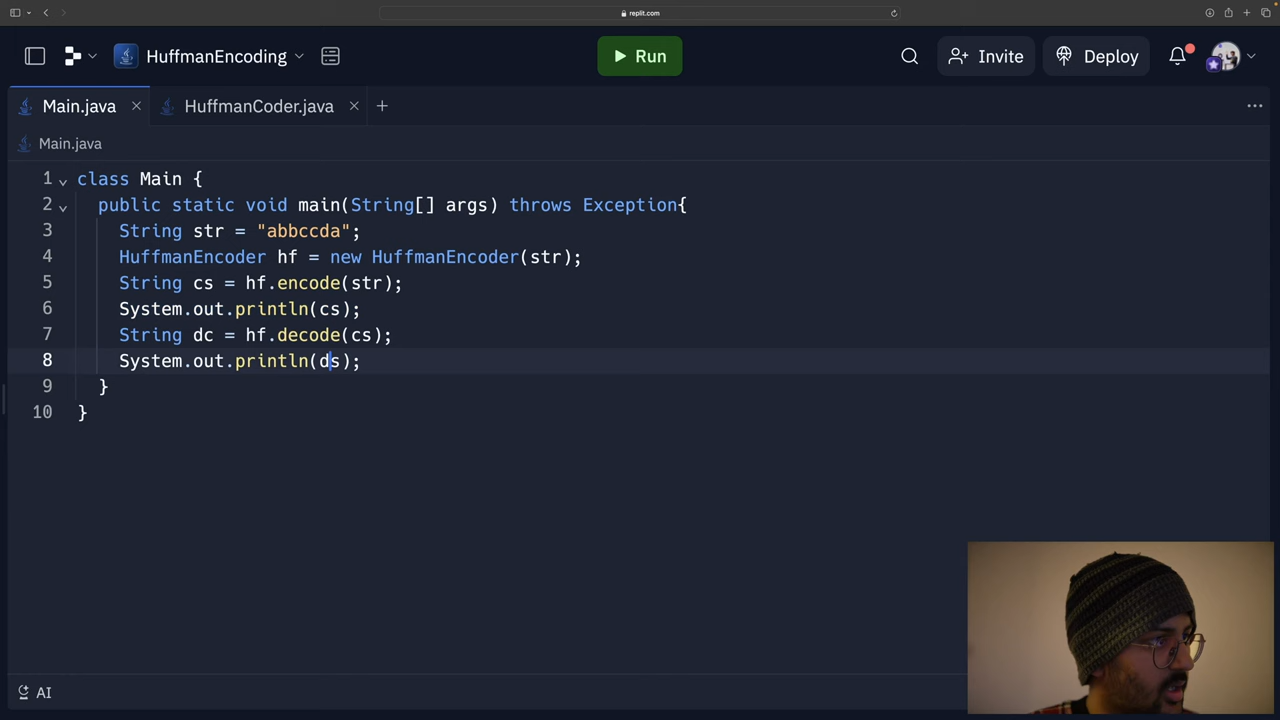 replit.com
HuffmanEncoding
Run
Invite
Deploy
Main.java
HuffmanCoder.java
Main.java
1 class Main {
2 public static void main(String[] args) throws Exception{
3 String str = "abbccda";
4 HuffmanEncoder hf = new HuffmanEncoder(str);
5 String cs = hf.encode(str);
6 System.out.println(cs);
7 String dc = hf.decode(cs);
8 System.out.println(ds);
9 }
10 }
AI